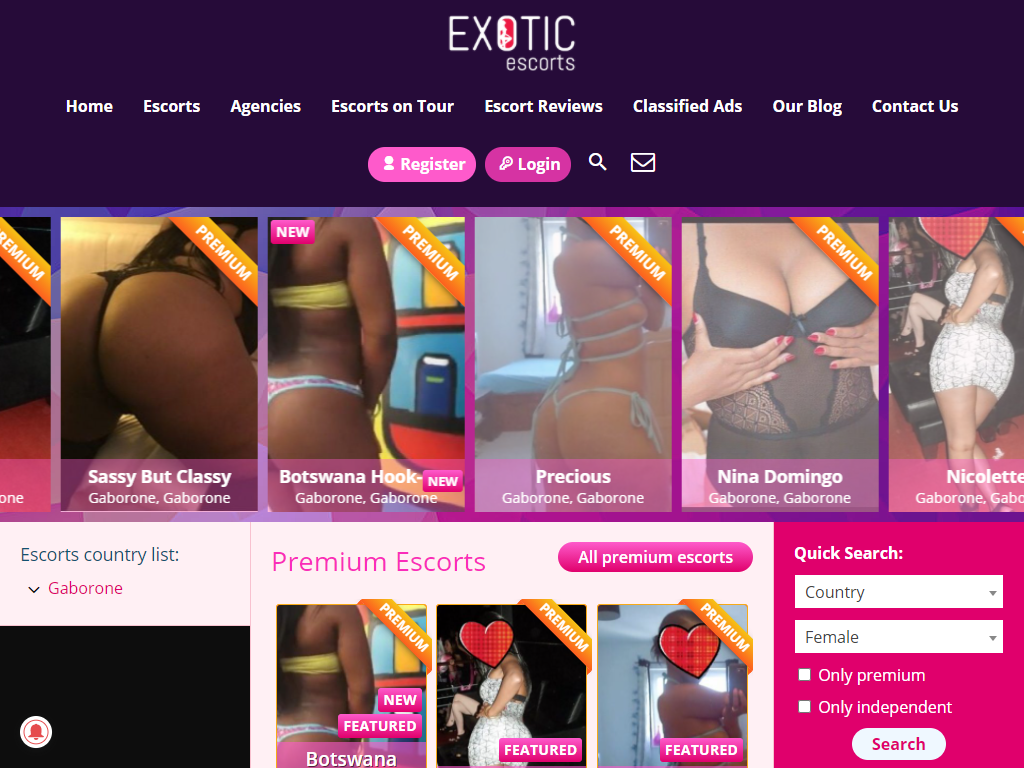 EXOTIC
escorts
Home Escorts Agencies Escorts on Tour Escort Reviews Classified Ads Our Blog Contact Us
Register Login
PREMIUM PREMIUM NEW PREMIUM PREMIUM PREMIUM
Sassy But Classy Botswana Hook- NEW Precious Nina Domingo Nicolette
Gaborone, Gaborone Gaborone, Gaborone Gaborone, Gaborone Gaborone, Gaborone
Escorts country list:
Gaborone
Premium Escorts
All premium escorts
PREMIUM PREMIUM PREMIUM
NEW
FEATURED FEATURED FEATURED
Botswana
Quick Search:
Country
Female
Only premium
Only independent
Search